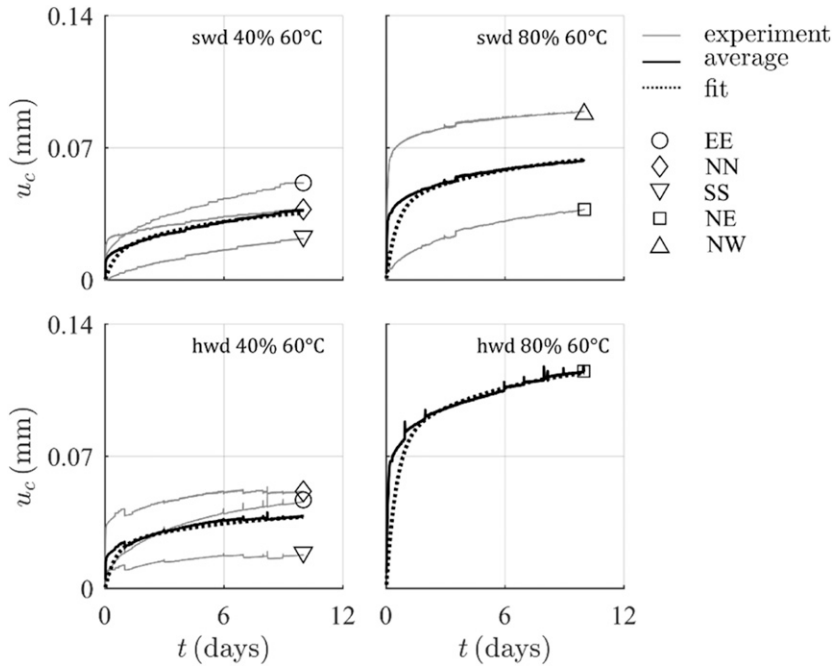 0.14
swd 40% 60°C
swd 80% 60°C
experiment
average
fit
u_c (mm)
0.07
EE
NN
SS
NE
NW
0
0.14
hwd 40% 60°C
hwd 80% 60°C
u_c (mm)
0.07
0
0 6 12 0 6 12
t (days) t (days)